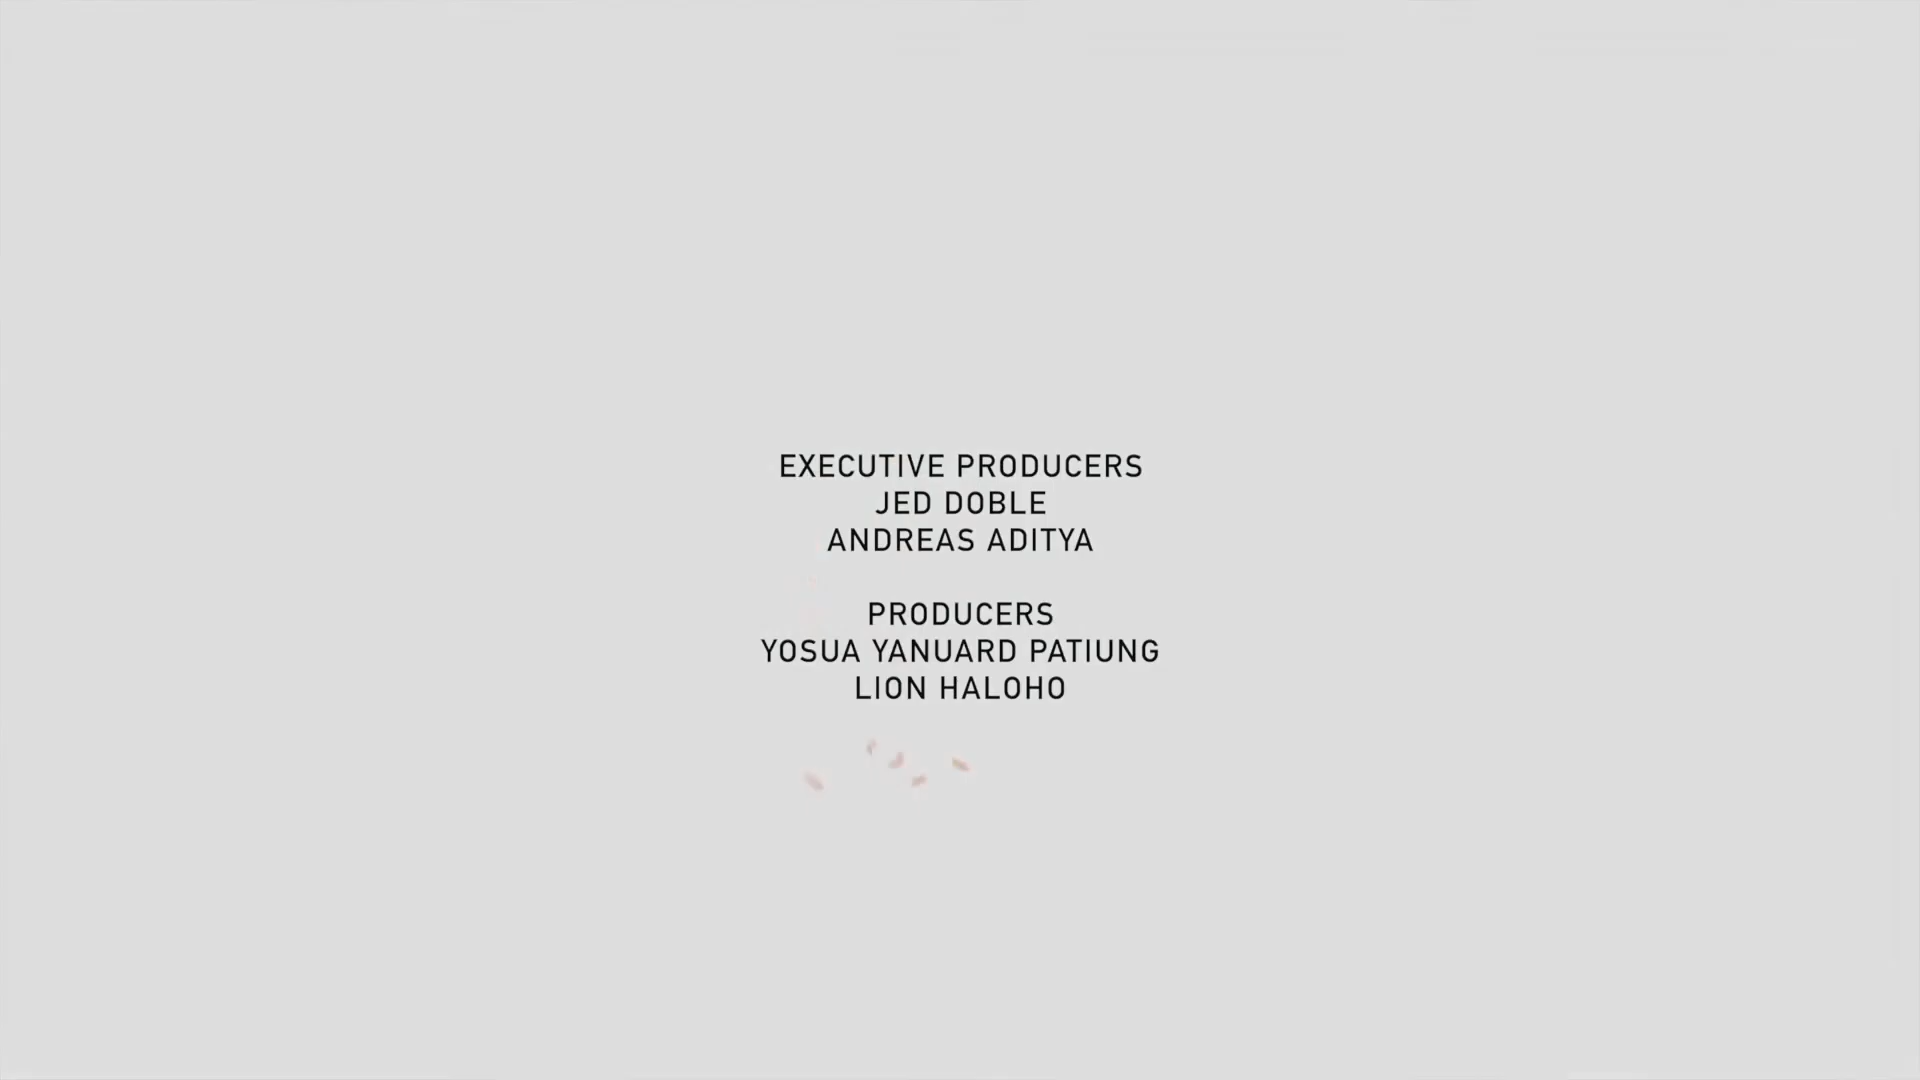 EXECUTIVE PRODUCERS
JED DOBLE
ANDREAS ADITYA
PRODUCERS
YOSUA YANUARD PATIUNG
LION HALOHO